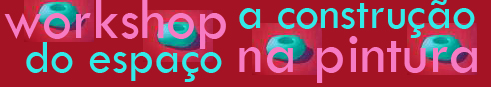 workshop a construção
do espaço na pintura